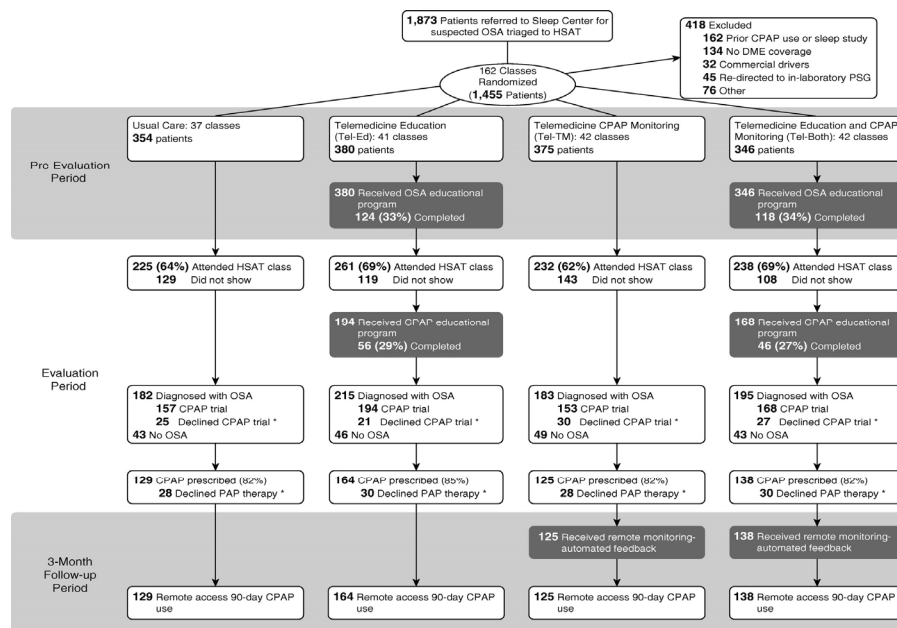 1,873 Patients referred to Sleep Center for
suspected OSA triaged to HSAT
418 Excluded
162 Prior CPAP use or sleep study
134 No DME coverage
32 Commercial drivers
45 Re-directed to in-laboratory PSG
76 Other
162 Classes
Randomized
(1,455 Patients)
Pre Evaluation
Period
Usual Care: 37 classes
354 patients
Telemedicine Education
(Tel-Ed): 41 classes
380 patients
Telemedicine CPAP Monitoring
(Tel-TM): 42 classes
375 patients
Telemedicine Education and CPAP
Monitoring (Tel-Both): 42 classes
346 patients
380 Received OSA educational
program
124 (33%) Completed
346 Received OSA educational
program
118 (34%) Completed
Evaluation
Period
225 (64%) Attended HSAT class
129 Did not show
261 (69%) Attended HSAT class
119 Did not show
232 (62%) Attended HSAT class
143 Did not show
238 (69%) Attended HSAT class
108 Did not show
194 Received CPAP educational
program
56 (29%) Completed
168 Received CPAP educational
program
46 (27%) Completed
182 Diagnosed with OSA
157 CPAP trial
25 Declined CPAP trial *
43 No OSA
215 Diagnosed with OSA
194 CPAP trial
21 Declined CPAP trial *
46 No OSA
183 Diagnosed with OSA
153 CPAP trial
30 Declined CPAP trial *
49 No OSA
195 Diagnosed with OSA
168 CPAP trial
27 Declined CPAP trial *
43 No OSA
129 CPAP prescribed (82%)
28 Declined PAP therapy *
164 CPAP prescribed (85%)
30 Declined PAP therapy *
125 CPAP prescribed (82%)
28 Declined PAP therapy *
138 CPAP prescribed (82%)
30 Declined PAP therapy *
3-Month
Follow-up
Period
125 Received remote monitoring-
automated feedback
138 Received remote monitoring-
automated feedback
129 Remote access 90-day CPAP
use
164 Remote access 90-day CPAP
use
125 Remote access 90-day CPAP
use
138 Remote access 90-day CPAP
use